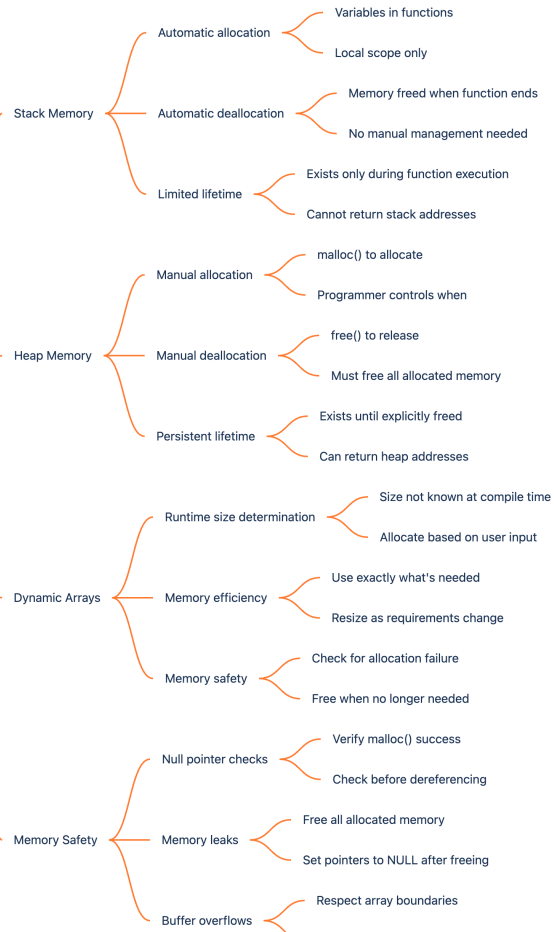 Stack Memory
Automatic allocation
Variables in functions
Local scope only
Automatic deallocation
Memory freed when function ends
No manual management needed
Limited lifetime
Exists only during function execution
Cannot return stack addresses
Heap Memory
Manual allocation
malloc() to allocate
Programmer controls when
Manual deallocation
free() to release
Must free all allocated memory
Persistent lifetime
Exists until explicitly freed
Can return heap addresses
Dynamic Arrays
Runtime size determination
Size not known at compile time
Allocate based on user input
Memory efficiency
Use exactly what's needed
Resize as requirements change
Memory safety
Check for allocation failure
Free when no longer needed
Memory Safety
Null pointer checks
Verify malloc() success
Check before dereferencing
Memory leaks
Free all allocated memory
Set pointers to NULL after freeing
Buffer overflows
Respect array boundaries